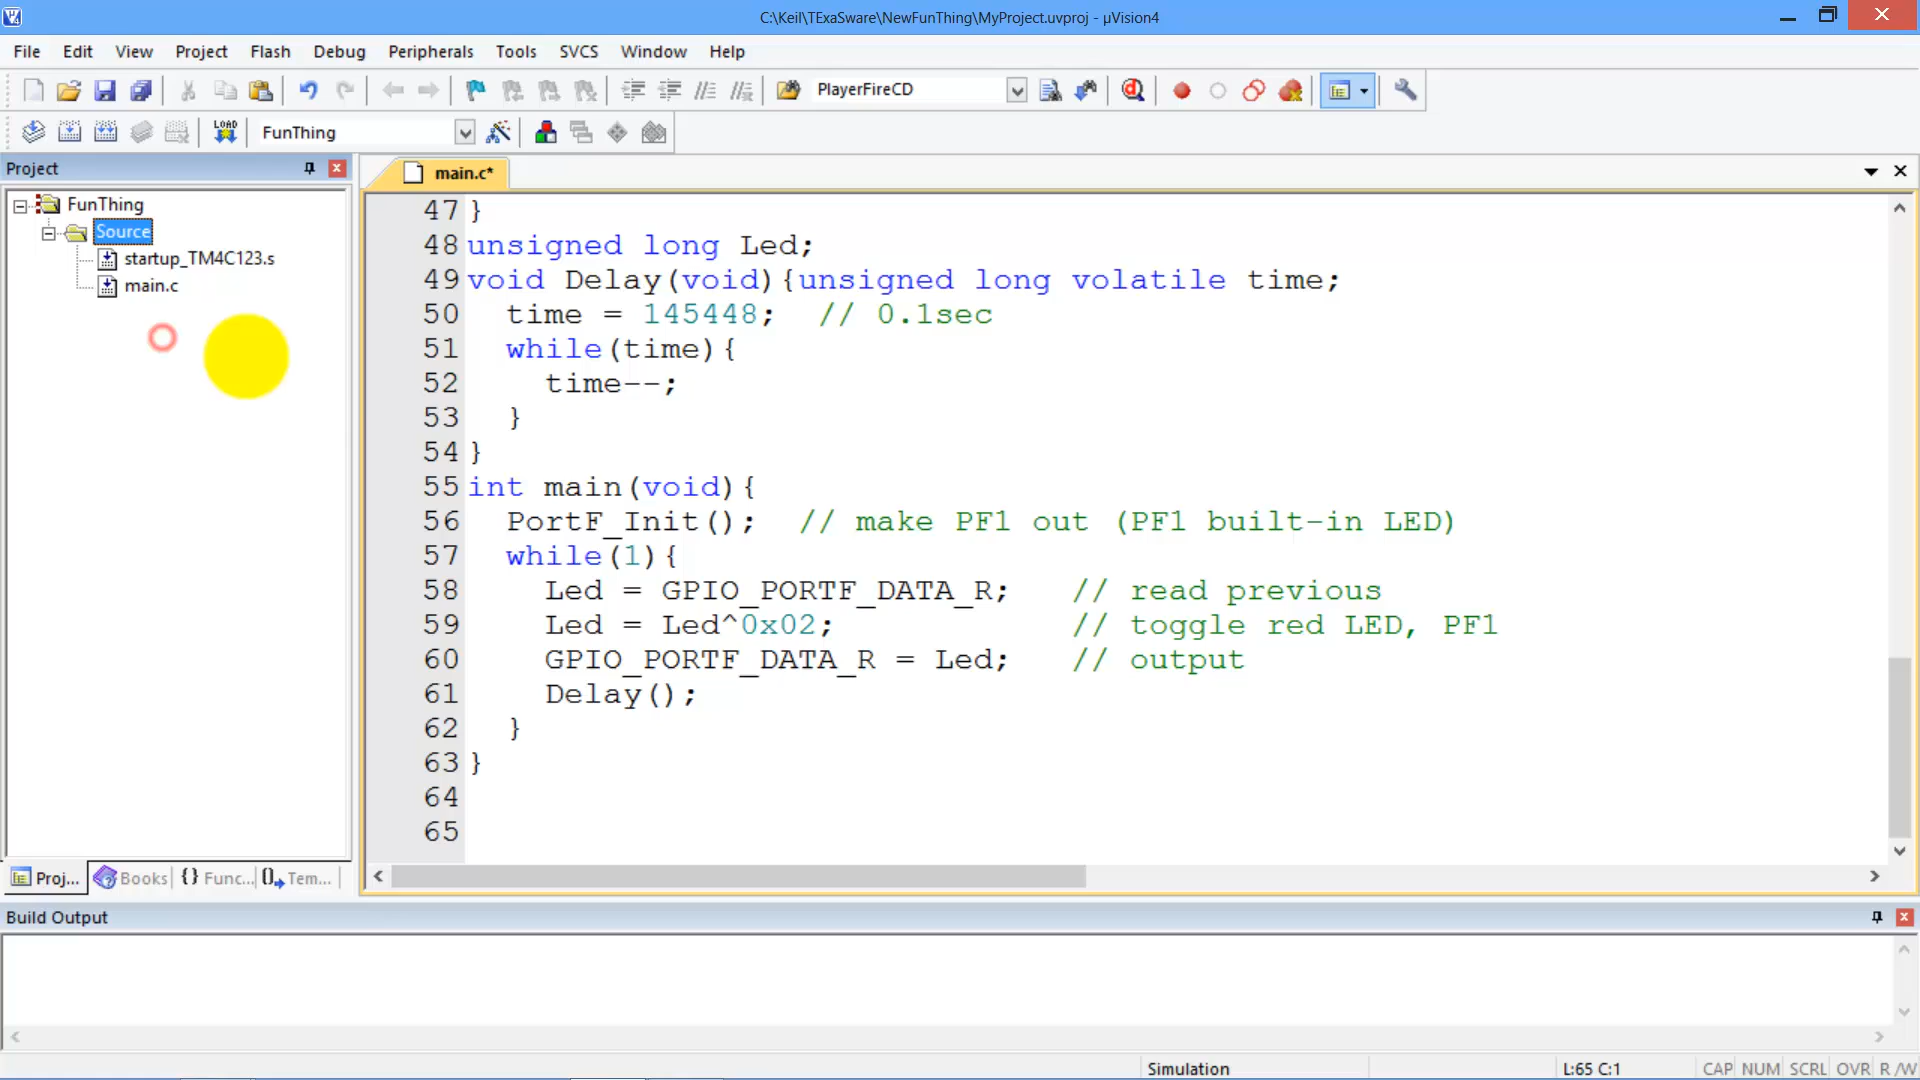 C:\Keil\TExaSware\NewFunThing\MyProject.uvproj - µVision4
File Edit View Project Flash Debug Peripherals Tools SVCS Window Help
PlayerFireCD
LOAD FunThing
Project
main.c*
FunThing
Source
startup_TM4C123.s
main.c
47 }
48 unsigned long Led;
49 void Delay(void){unsigned long volatile time;
50 time = 145448; // 0.1sec
51 while(time){
52 time--;
53 }
54 }
55 int main(void){
56 PortF_Init(); // make PF1 out (PF1 built-in LED)
57 while(1){
58 Led = GPIO_PORTF_DATA_R; // read previous
59 Led = Led^0x02; // toggle red LED, PF1
60 GPIO_PORTF_DATA_R = Led; // output
61 Delay();
62 }
63 }
64
65
Proj... Books {} Func... Tem...
Build Output
Simulation L:65 C:1 CAP NUM SCRL OVR R/W